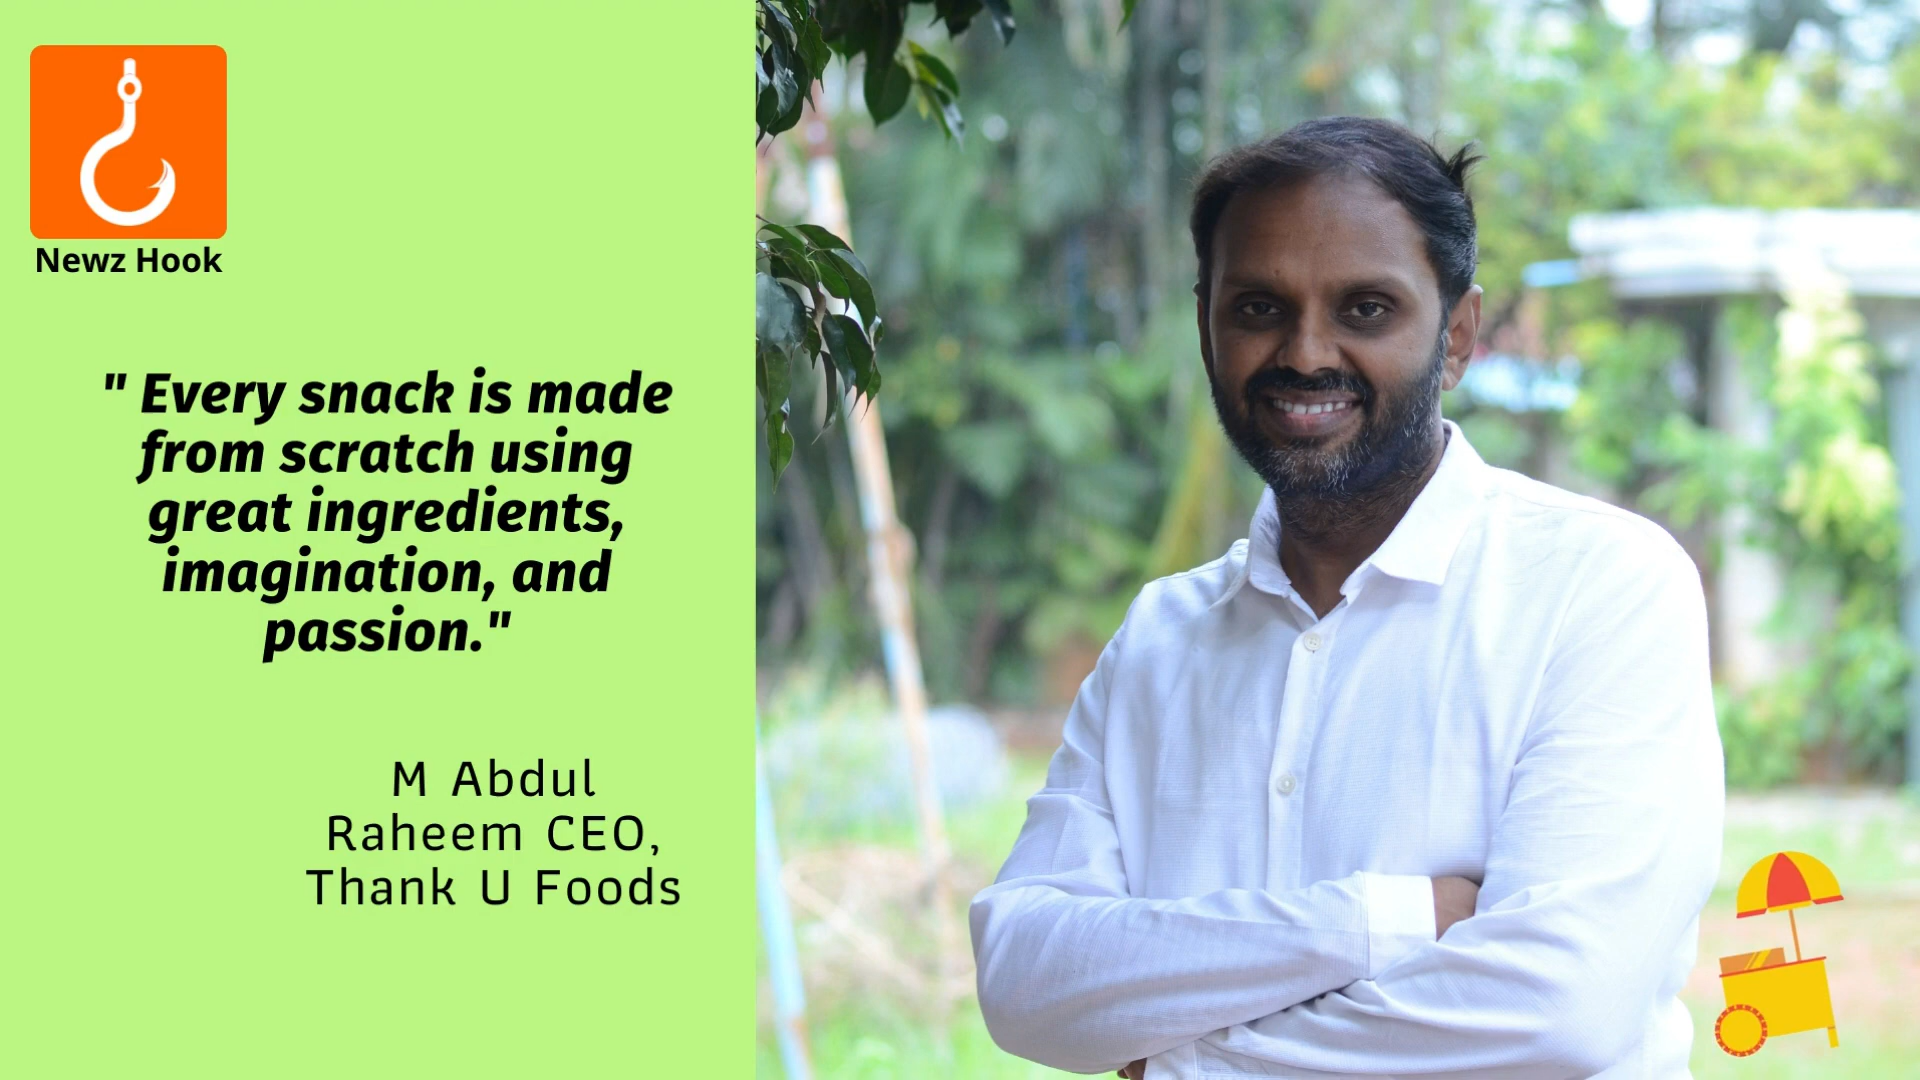 Newz Hook
" Every snack is made
from scratch using
great ingredients,
imagination, and
passion."
M Abdul
Raheem CEO,
Thank U Foods